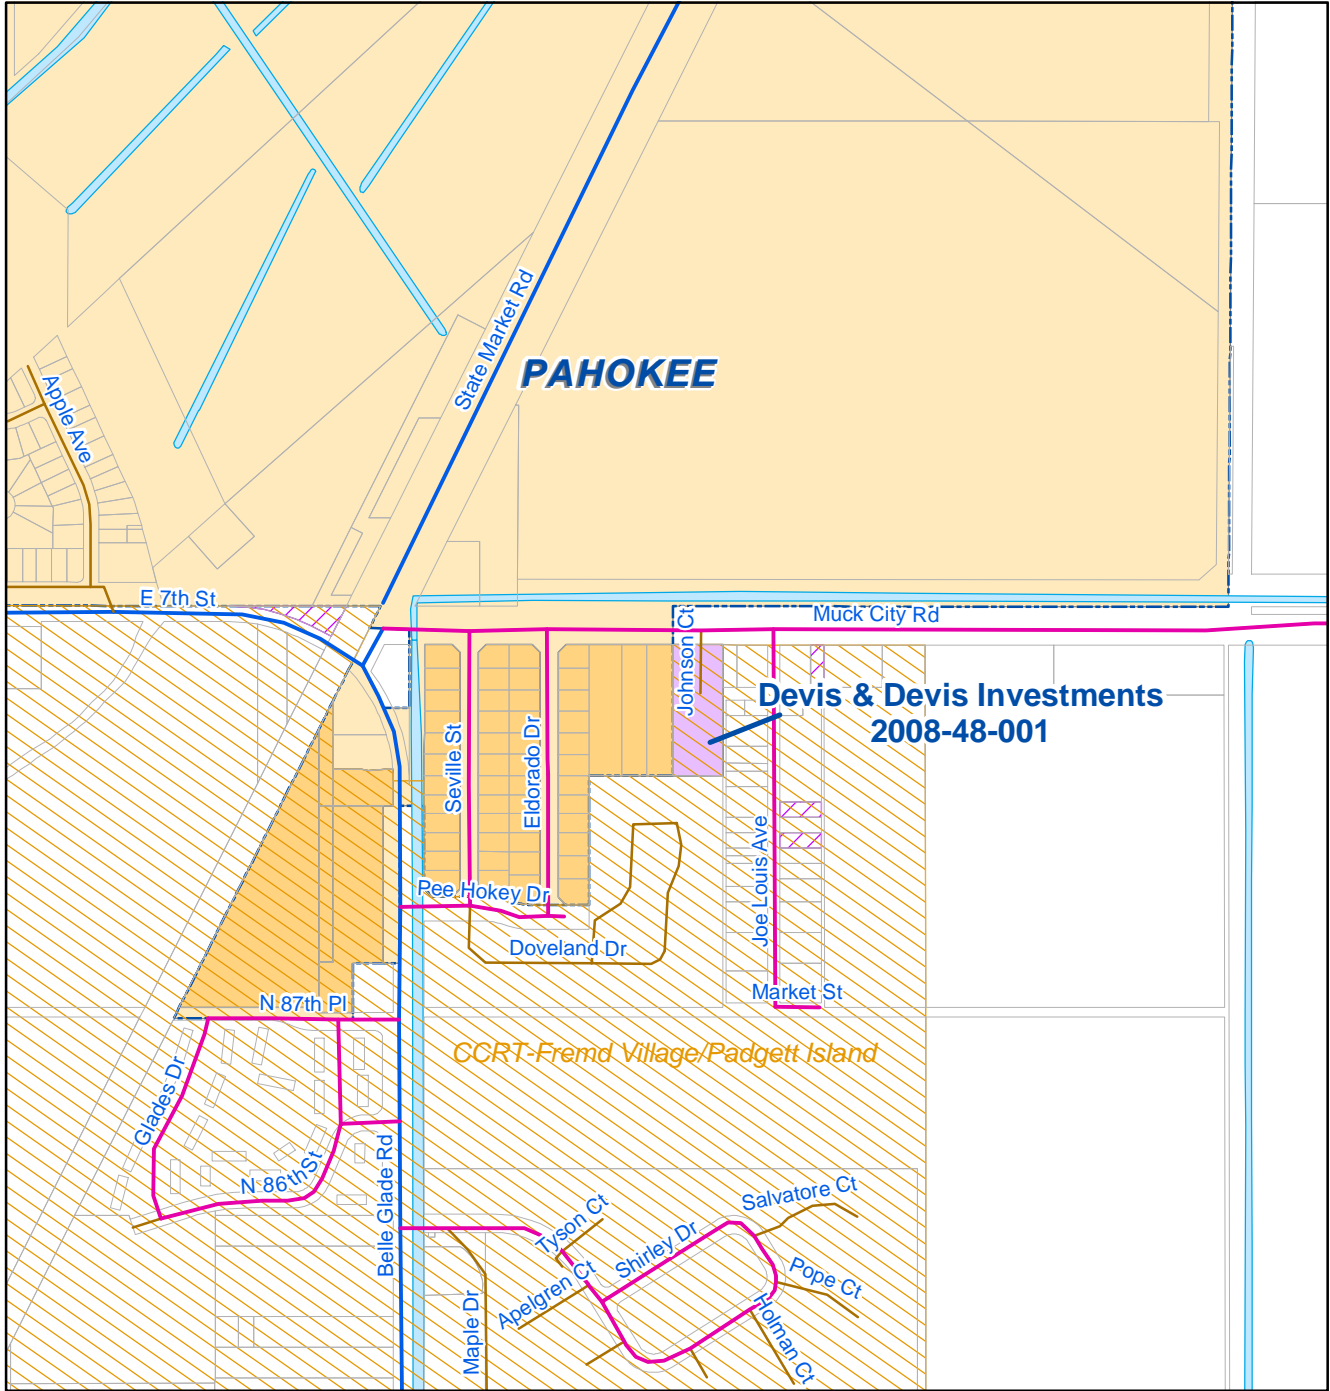 State Market Rd
PAHOKEE
Apple Ave
E 7th St
Muck City Rd
Johnson Ct
Devis & Devis Investments
2008-48-001
Seville St
Eldorado Dr
Joe Louis Ave
Pee Hokey Dr
Doveland Dr
Market St
N 87th Pl
CCRT-Fremd Village/Padgett Island
Glades Dr
N 86th St
Belle Glade Rd
Salvatore Ct
Tyson Ct
Shirley Dr
Pope Ct
Apelgren Ct
Maple Dr
Holman Ct